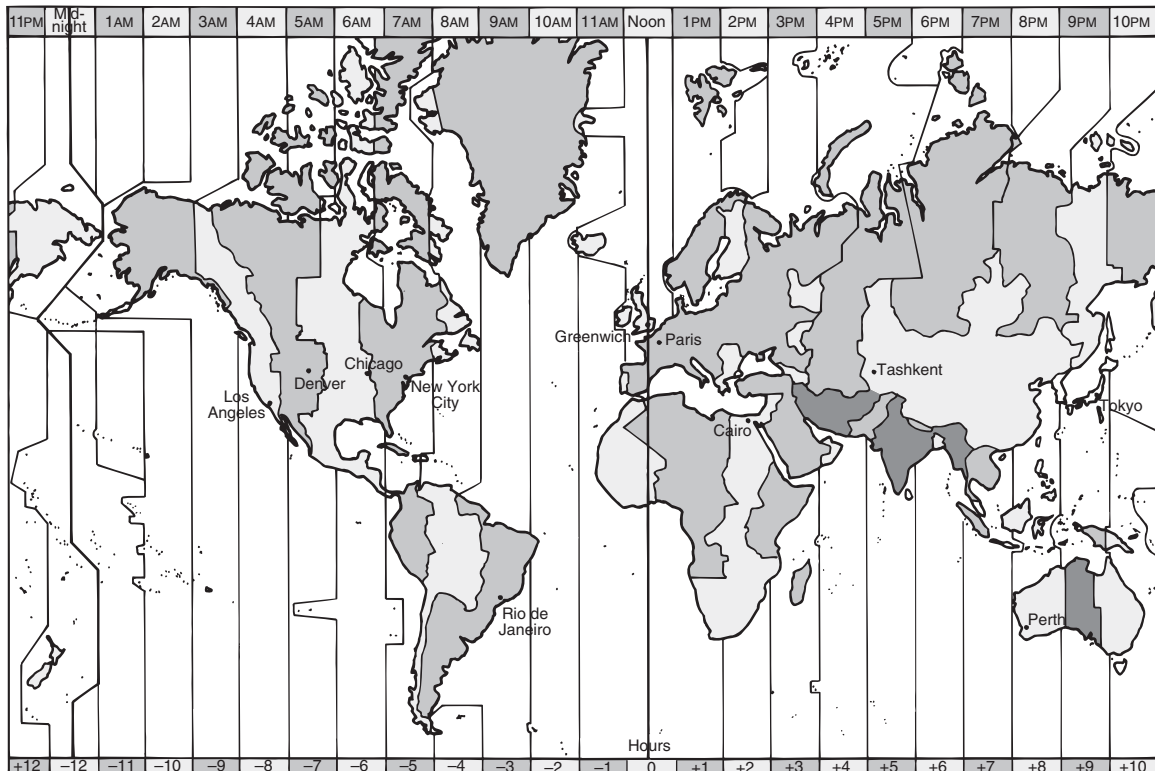 11PM Mid-night 1AM 2AM 3AM 4AM 5AM 6AM 7AM 8AM 9AM 10AM 11AM Noon 1PM 2PM 3PM 4PM 5PM 6PM 7PM 8PM 9PM 10PM
Greenwich
Paris
Chicago
Denver
Tashkent
New York
City
Los
Angeles
Cairo
Tokyo
Rio de
Janeiro
Perth
Hours
+12 −12 −11 −10 −9 −8 −7 −6 −5 −4 −3 −2 −1 0 +1 +2 +3 +4 +5 +6 +7 +8 +9 +10